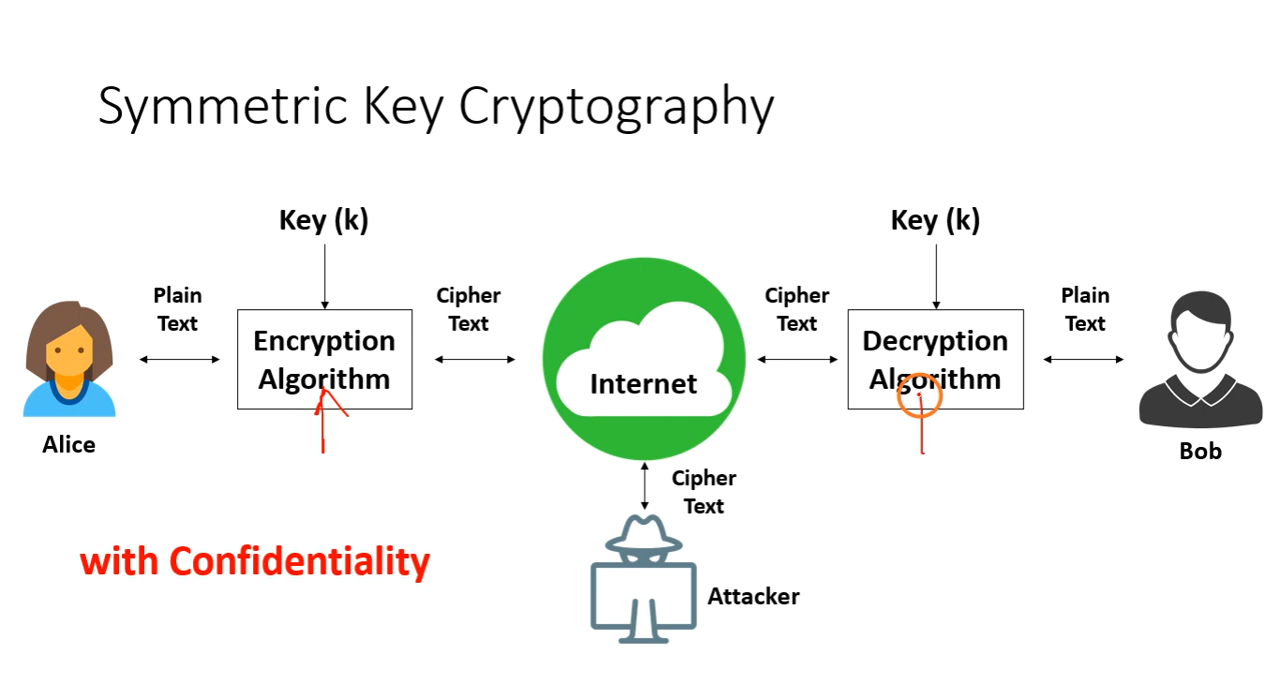 Symmetric Key Cryptography
Key (k)
Key (k)
Plain
Text
Cipher
Text
Cipher
Text
Plain
Text
Encryption
Algorithm
Internet
Decryption
Algorithm
Alice
Bob
Cipher
Text
with Confidentiality
Attacker